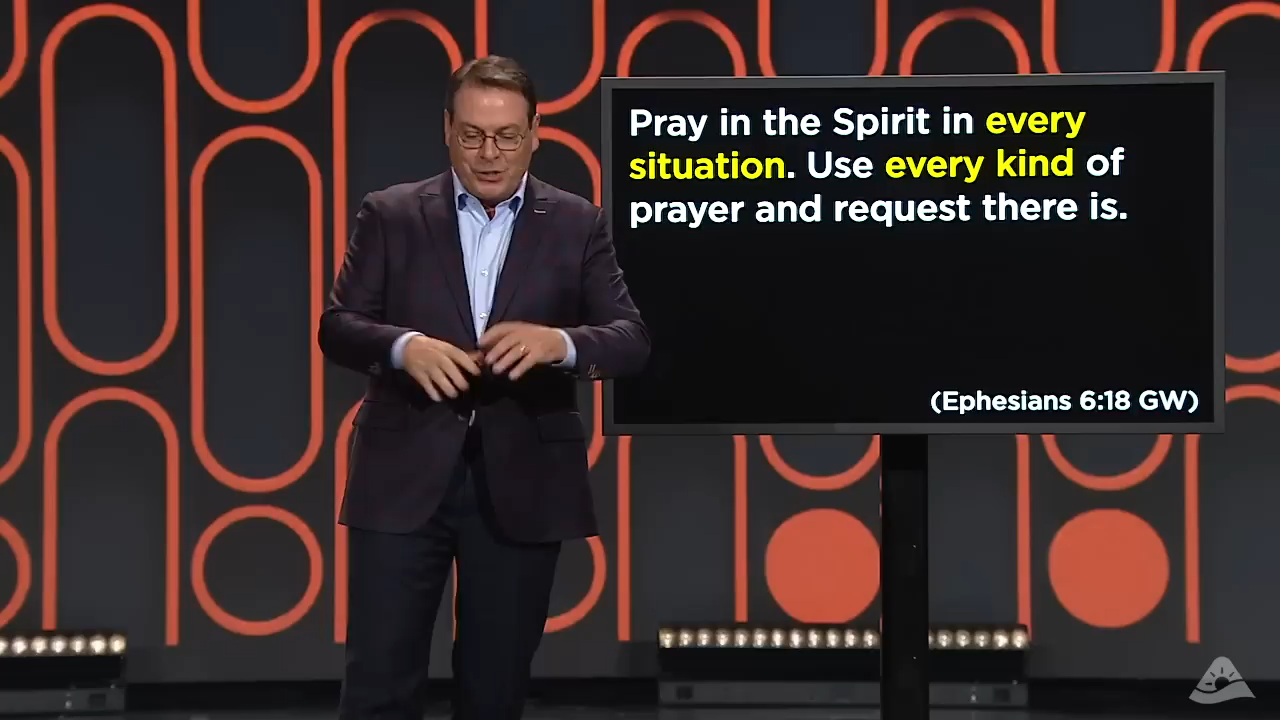 Pray in the Spirit in every
situation. Use every kind of
prayer and request there is.
(Ephesians 6:18 GW)